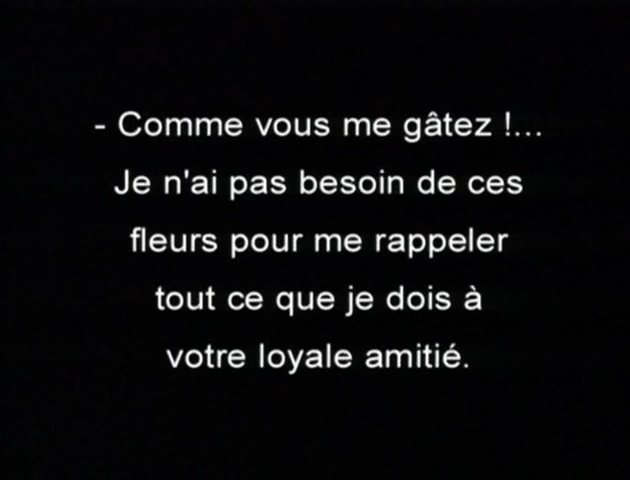 - Comme vous me gâtez !...
Je n'ai pas besoin de ces
fleurs pour me rappeler
tout ce que je dois à
votre loyale amitié.